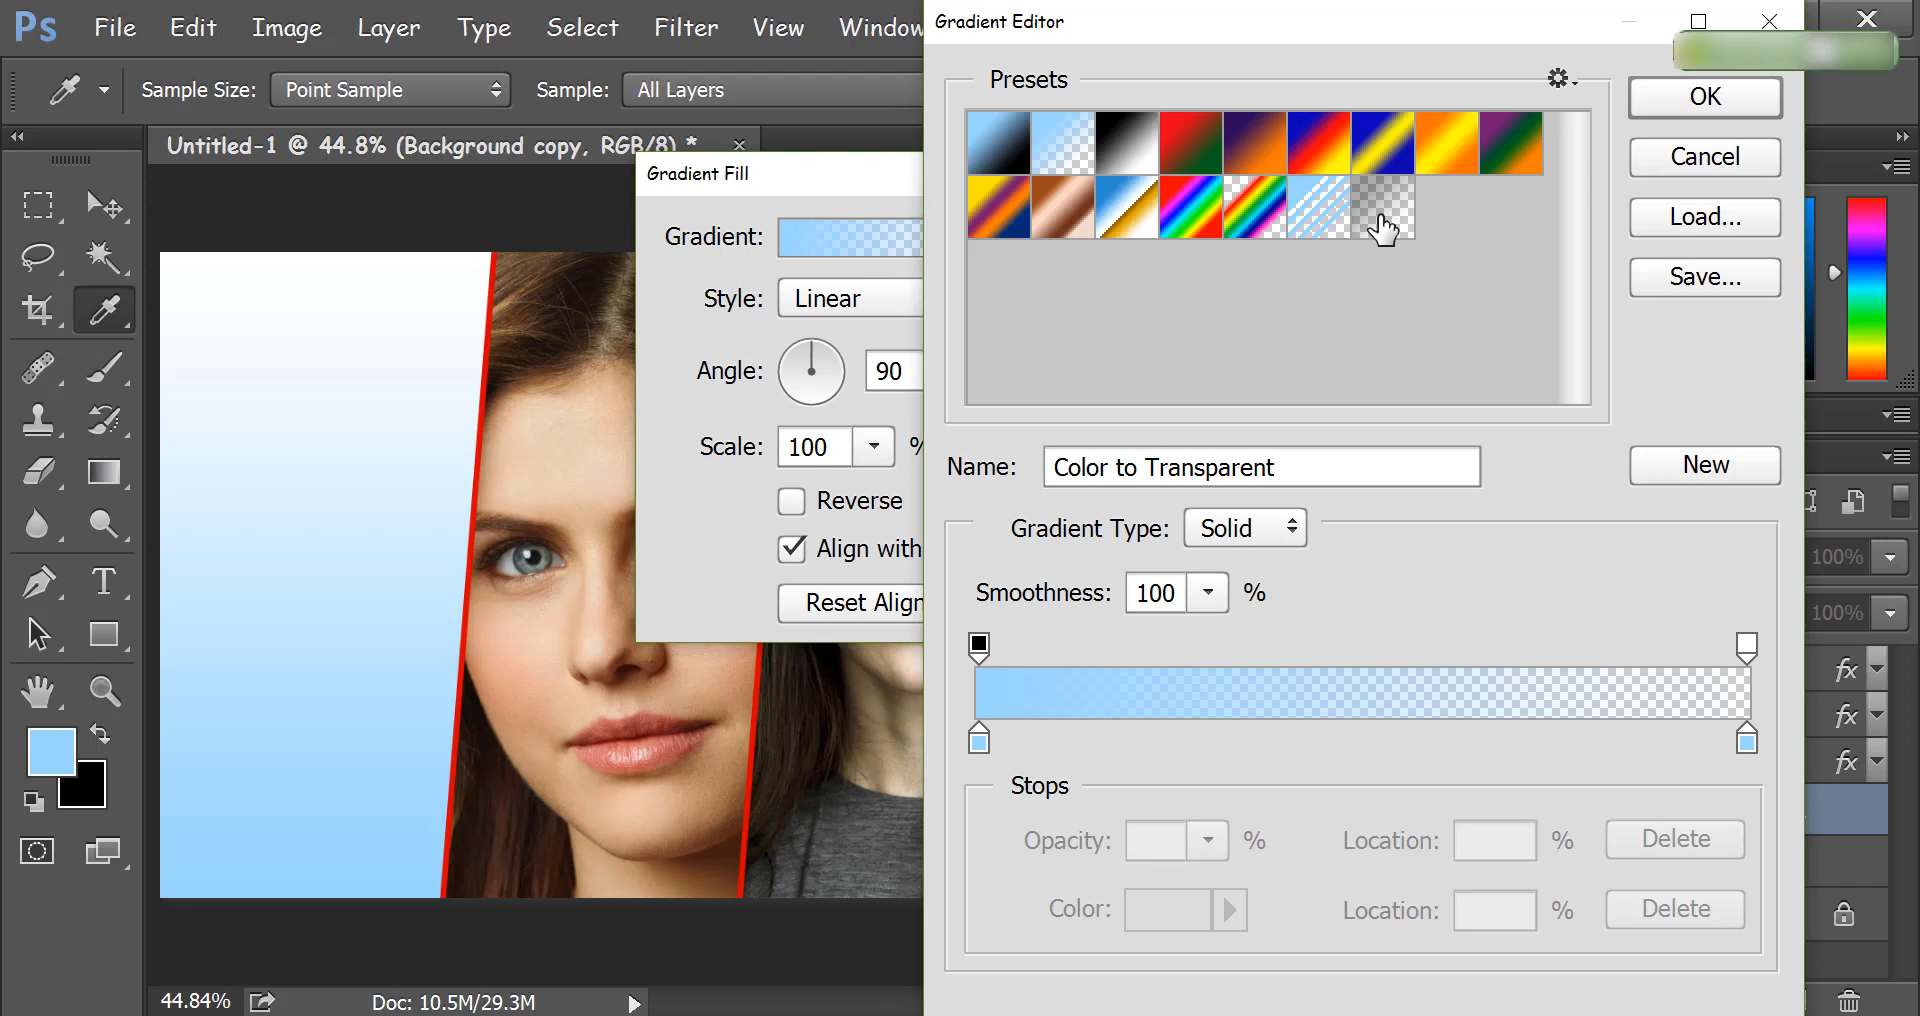 Ps File Edit Image Layer Type Select Filter View Window
Gradient Editor
Sample Size: Point Sample Sample: All Layers
Presets
OK
Untitled-1 @ 44.8% (Background copy, RGB/8) *
Cancel
Gradient Fill
Load...
Gradient:
Save...
Style: Linear
Angle: 90
Scale: 100 %
Name: Color to Transparent
New
Reverse
Gradient Type: Solid
Align with
100%
Smoothness: 100 %
Reset Align
100%
T
fx
fx
fx
Stops
Opacity: % Location: % Delete
Color: Location: % Delete
44.84% Doc: 10.5M/29.3M